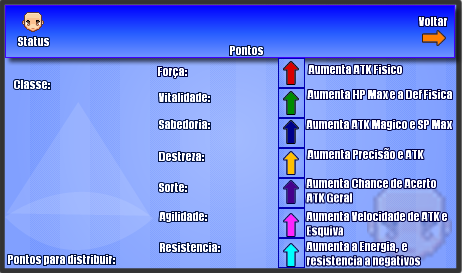 Status
Voltar
Pontos
Classe:
Força:
Aumenta ATK Fisico
Vitalidade:
Aumenta HP Max e a Def Fisica
Sabedoria:
Aumenta ATK Magico e SP Max
Destreza:
Aumenta Precisão e ATK
Sorte:
Aumenta Chance de Acerto
ATK Geral
Agilidade:
Aumenta Velocidade de ATK e
Esquiva
Resistencia:
Aumenta a Energia, e
resistencia a negativos
Pontos para distribuir: